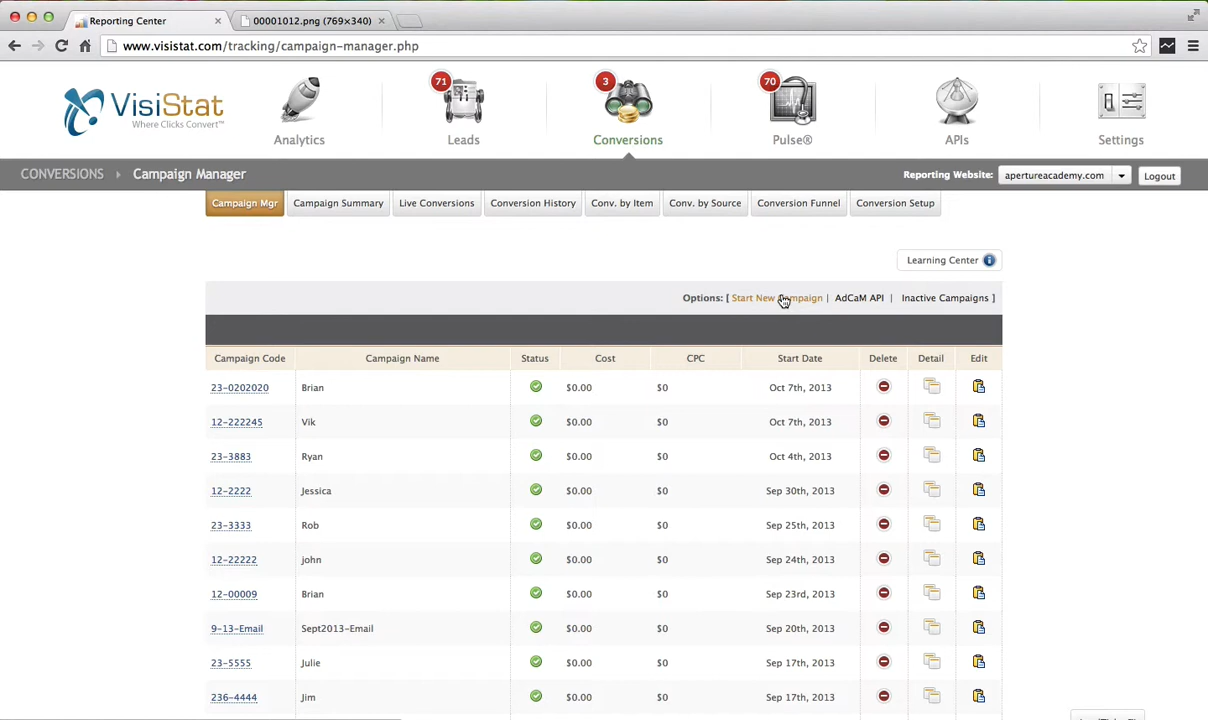 Reporting Center
00001012.png (769×340)
www.visistat.com/tracking/campaign-manager.php
VisiStat
Where Clicks Convert™
71
3
70
Analytics
Leads
Conversions
Pulse®
APIs
Settings
CONVERSIONS Campaign Manager
Reporting Website: apertureacademy.com Logout
Campaign Mgr Campaign Summary Live Conversions Conversion History Conv. by Item Conv. by Source Conversion Funnel Conversion Setup
Learning Center i
Options: [ Start New Campaign | AdCaM API | Inactive Campaigns ]
Campaign Code Campaign Name Status Cost CPC Start Date Delete Detail Edit
23-0202020 Brian $0.00 $0 Oct 7th, 2013
12-222245 Vik $0.00 $0 Oct 7th, 2013
23-3883 Ryan $0.00 $0 Oct 4th, 2013
12-2222 Jessica $0.00 $0 Sep 30th, 2013
23-3333 Rob $0.00 $0 Sep 25th, 2013
12-22222 john $0.00 $0 Sep 24th, 2013
12-00009 Brian $0.00 $0 Sep 23rd, 2013
9-13-Email Sept2013-Email $0.00 $0 Sep 20th, 2013
23-5555 Julie $0.00 $0 Sep 17th, 2013
236-4444 Jim $0.00 $0 Sep 17th, 2013